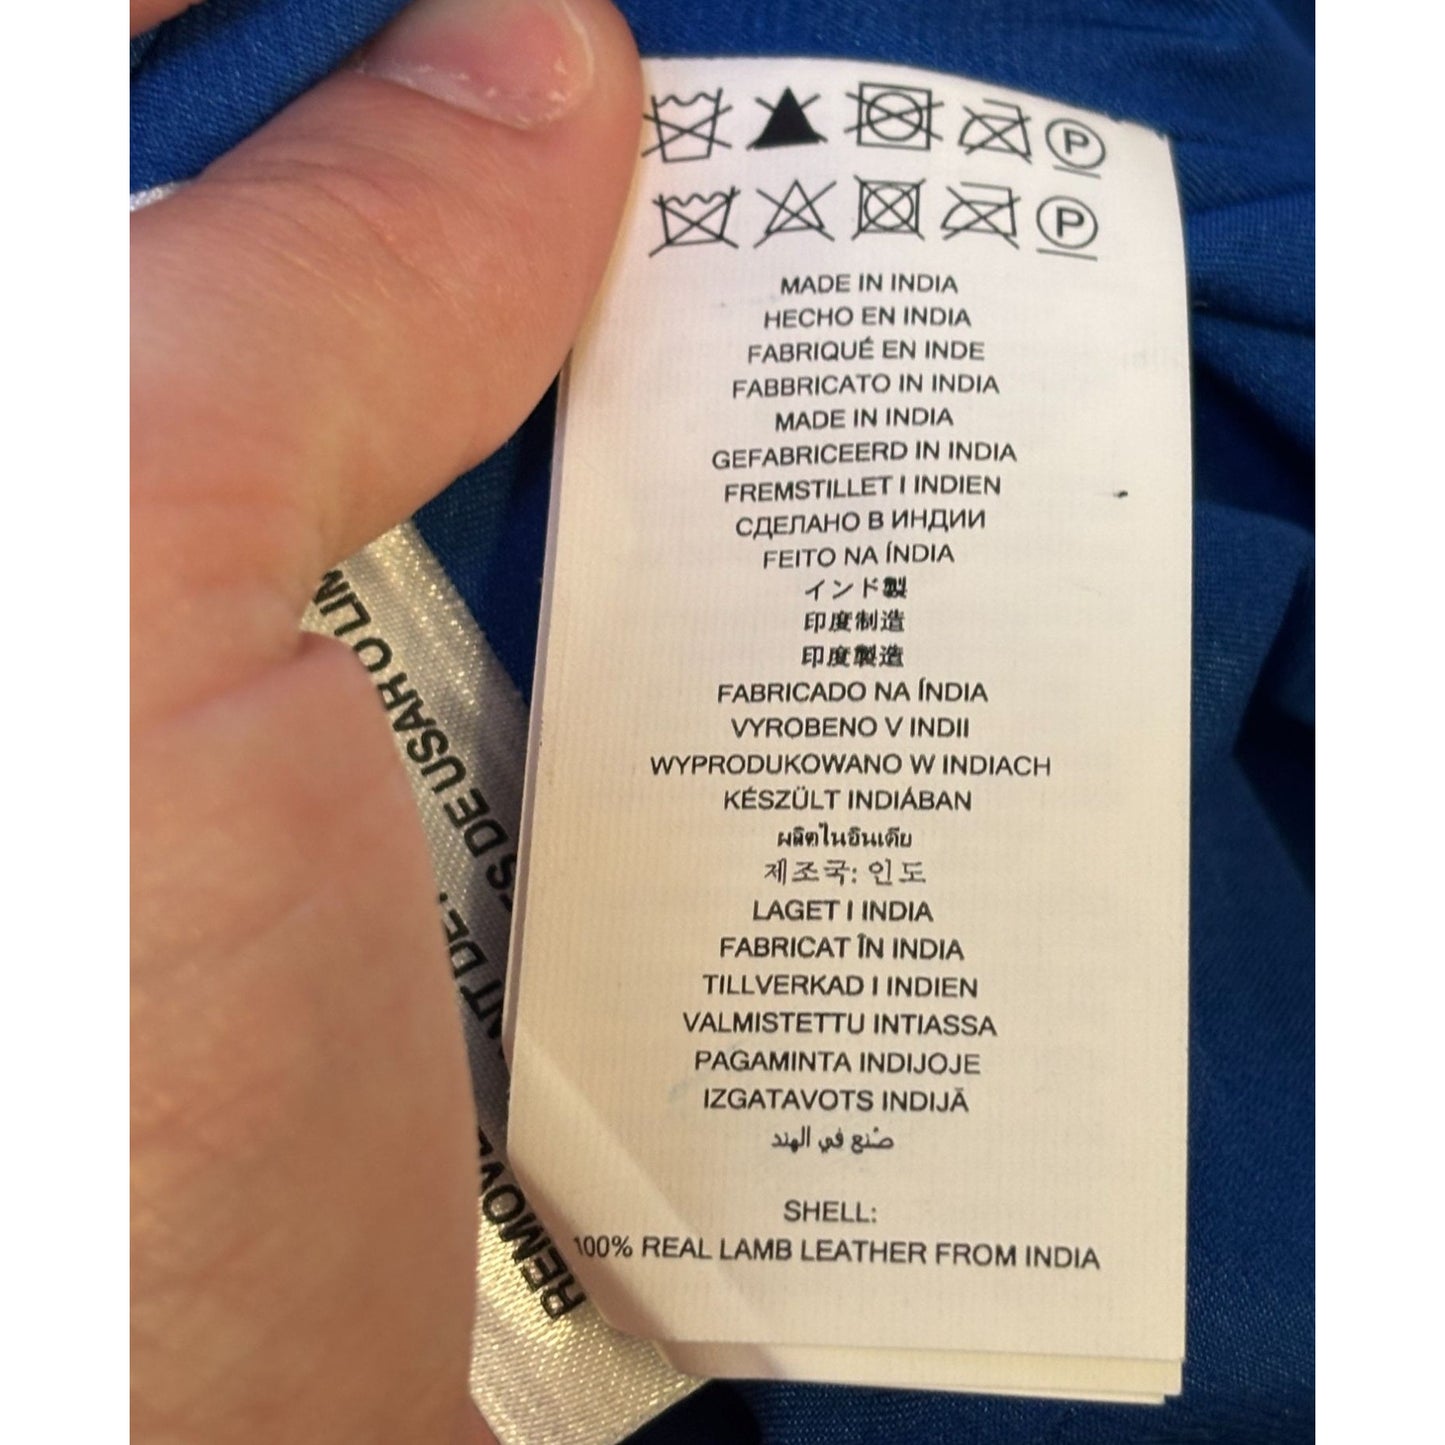 P
P
MADE IN INDIA
HECHO EN INDIA
FABRIQUÉ EN INDE
FABBRICATO IN INDIA
MADE IN INDIA
GEFABRICEERD IN INDIA
FREMSTILLET I INDIEN
СДЕЛАНО В ИНДИИ
FEITO NA ÍNDIA
インド製
印度制造
印度製造
FABRICADO NA ÍNDIA
VYROBENO V INDII
WYPRODUKOWANO W INDIACH
KÉSZÜLT INDIÁBAN
ผลิตในอินเดีย
제조국: 인도
LAGET I INDIA
FABRICAT ÎN INDIA
TILLVERKAD I INDIEN
VALMISTETTU INTIASSA
PAGAMINTA INDIJOJE
IZGATAVOTS INDIJĀ
صُنع في الهند
SHELL:
100% REAL LAMB LEATHER FROM INDIA
DE USAR O
REMOVE